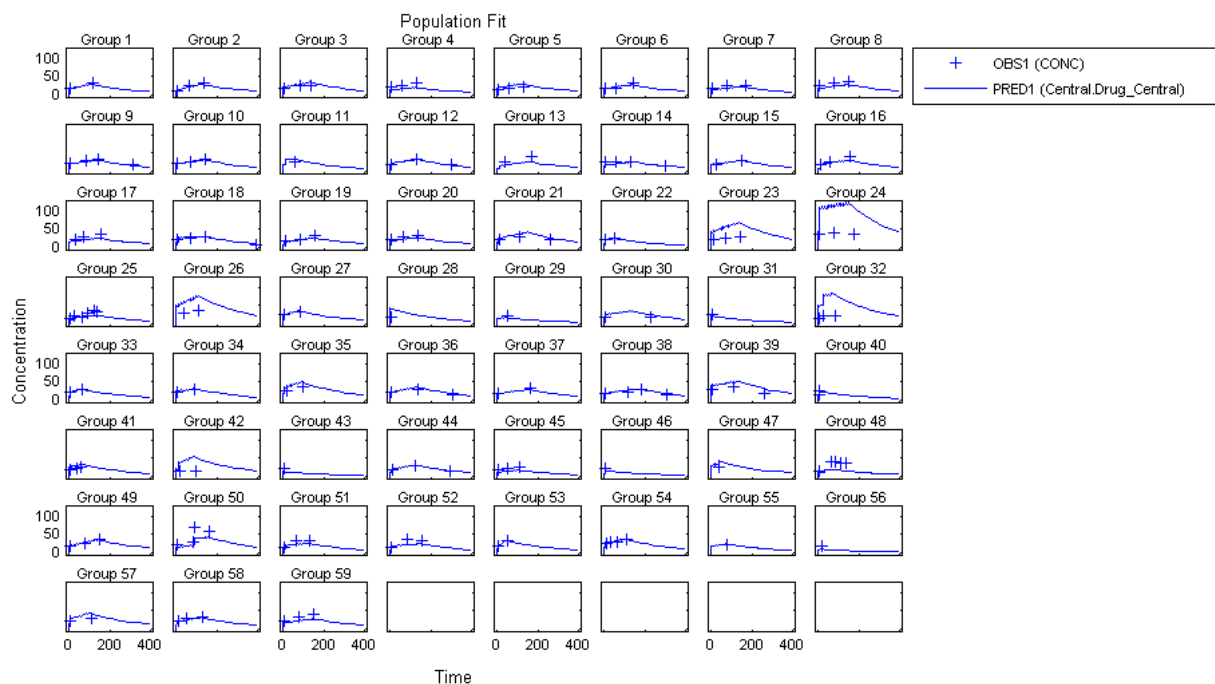 Population Fit
Group 1 Group 2 Group 3 Group 4 Group 5 Group 6 Group 7 Group 8
100
50
0
OBS1 (CONC)
PRED1 (Central.Drug_Central)
Group 9 Group 10 Group 11 Group 12 Group 13 Group 14 Group 15 Group 16
Group 17 Group 18 Group 19 Group 20 Group 21 Group 22 Group 23 Group 24
100
50
0
Group 25 Group 26 Group 27 Group 28 Group 29 Group 30 Group 31 Group 32
Concentration
Group 33 Group 34 Group 35 Group 36 Group 37 Group 38 Group 39 Group 40
100
50
0
Group 41 Group 42 Group 43 Group 44 Group 45 Group 46 Group 47 Group 48
Group 49 Group 50 Group 51 Group 52 Group 53 Group 54 Group 55 Group 56
100
50
0
Group 57 Group 58 Group 59
0 200 400 0 200 400 0 200 400 0 200 400
Time